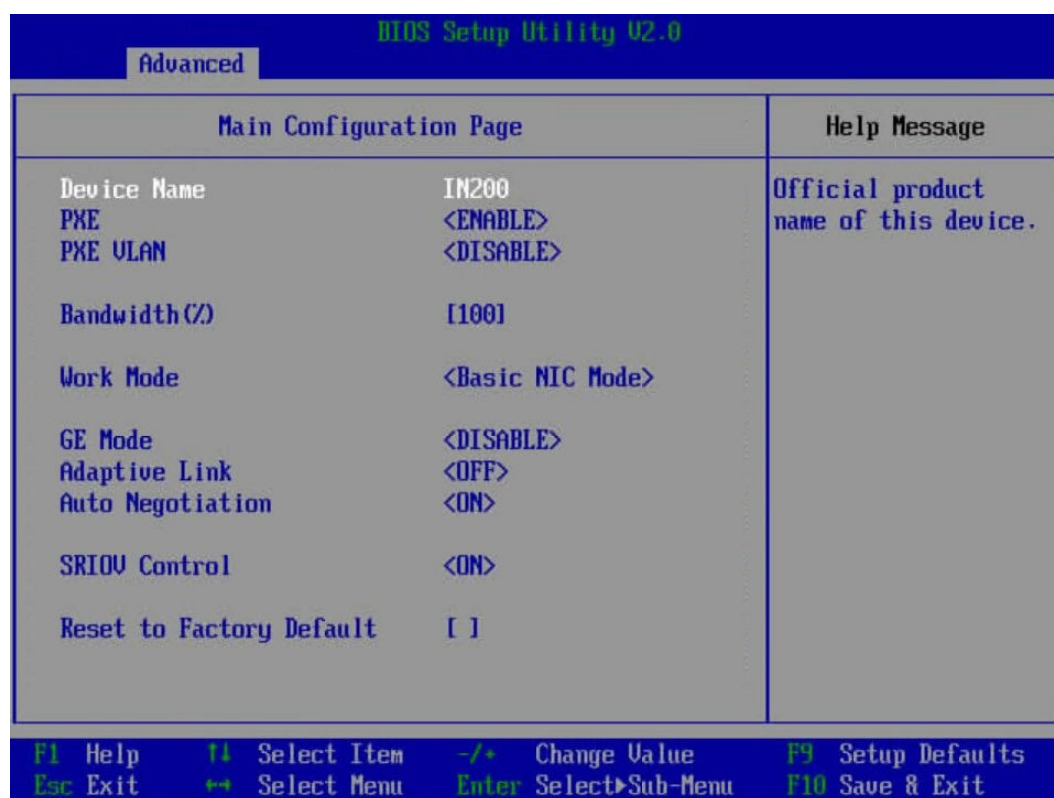 BIOS Setup Utility V2.0
Advanced
Main Configuration Page
Help Message
Device Name IN200
PXE <ENABLE>
PXE VLAN <DISABLE>
Bandwidth(%) [100]
Work Mode <Basic NIC Mode>
GE Mode <DISABLE>
Adaptive Link <OFF>
Auto Negotiation <ON>
SRIOV Control <ON>
Reset to Factory Default [ ]
Official product
name of this device.
F1 Help ↑↓ Select Item -/+ Change Value F9 Setup Defaults
Esc Exit ←→ Select Menu Enter Select▶Sub-Menu F10 Save & Exit